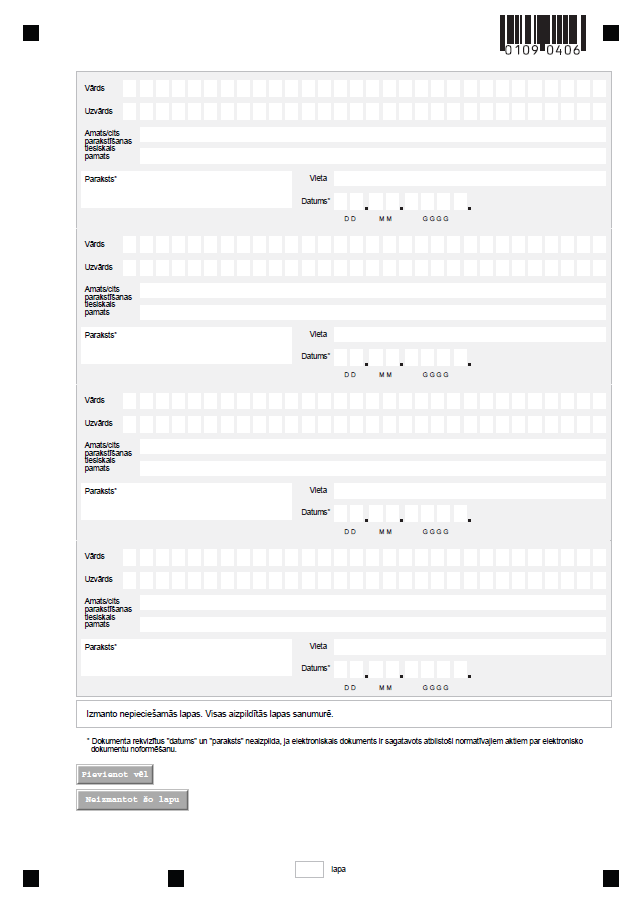 0109 0406
Vārds
Uzvārds
Amats/cits
parakstīšanas
tiesiskais
pamats
Paraksts*
Vieta
Datums*
. . .
D D M M G G G G
Vārds
Uzvārds
Amats/cits
parakstīšanas
tiesiskais
pamats
Paraksts*
Vieta
Datums*
. . .
D D M M G G G G
Vārds
Uzvārds
Amats/cits
parakstīšanas
tiesiskais
pamats
Paraksts*
Vieta
Datums*
. . .
D D M M G G G G
Vārds
Uzvārds
Amats/cits
parakstīšanas
tiesiskais
pamats
Paraksts*
Vieta
Datums*
. . .
D D M M G G G G
Izmanto nepieciešamās lapas. Visas aizpildītās lapas sanumurē.
* Dokumenta rekvizītus "datums" un "paraksts" neaizpilda, ja elektroniskais dokuments ir sagatavots atbilstoši normatīvajiem aktiem par elektronisko
dokumentu noformēšanu.
Pievienot vēl
Neizmantot šo lapu
lapa